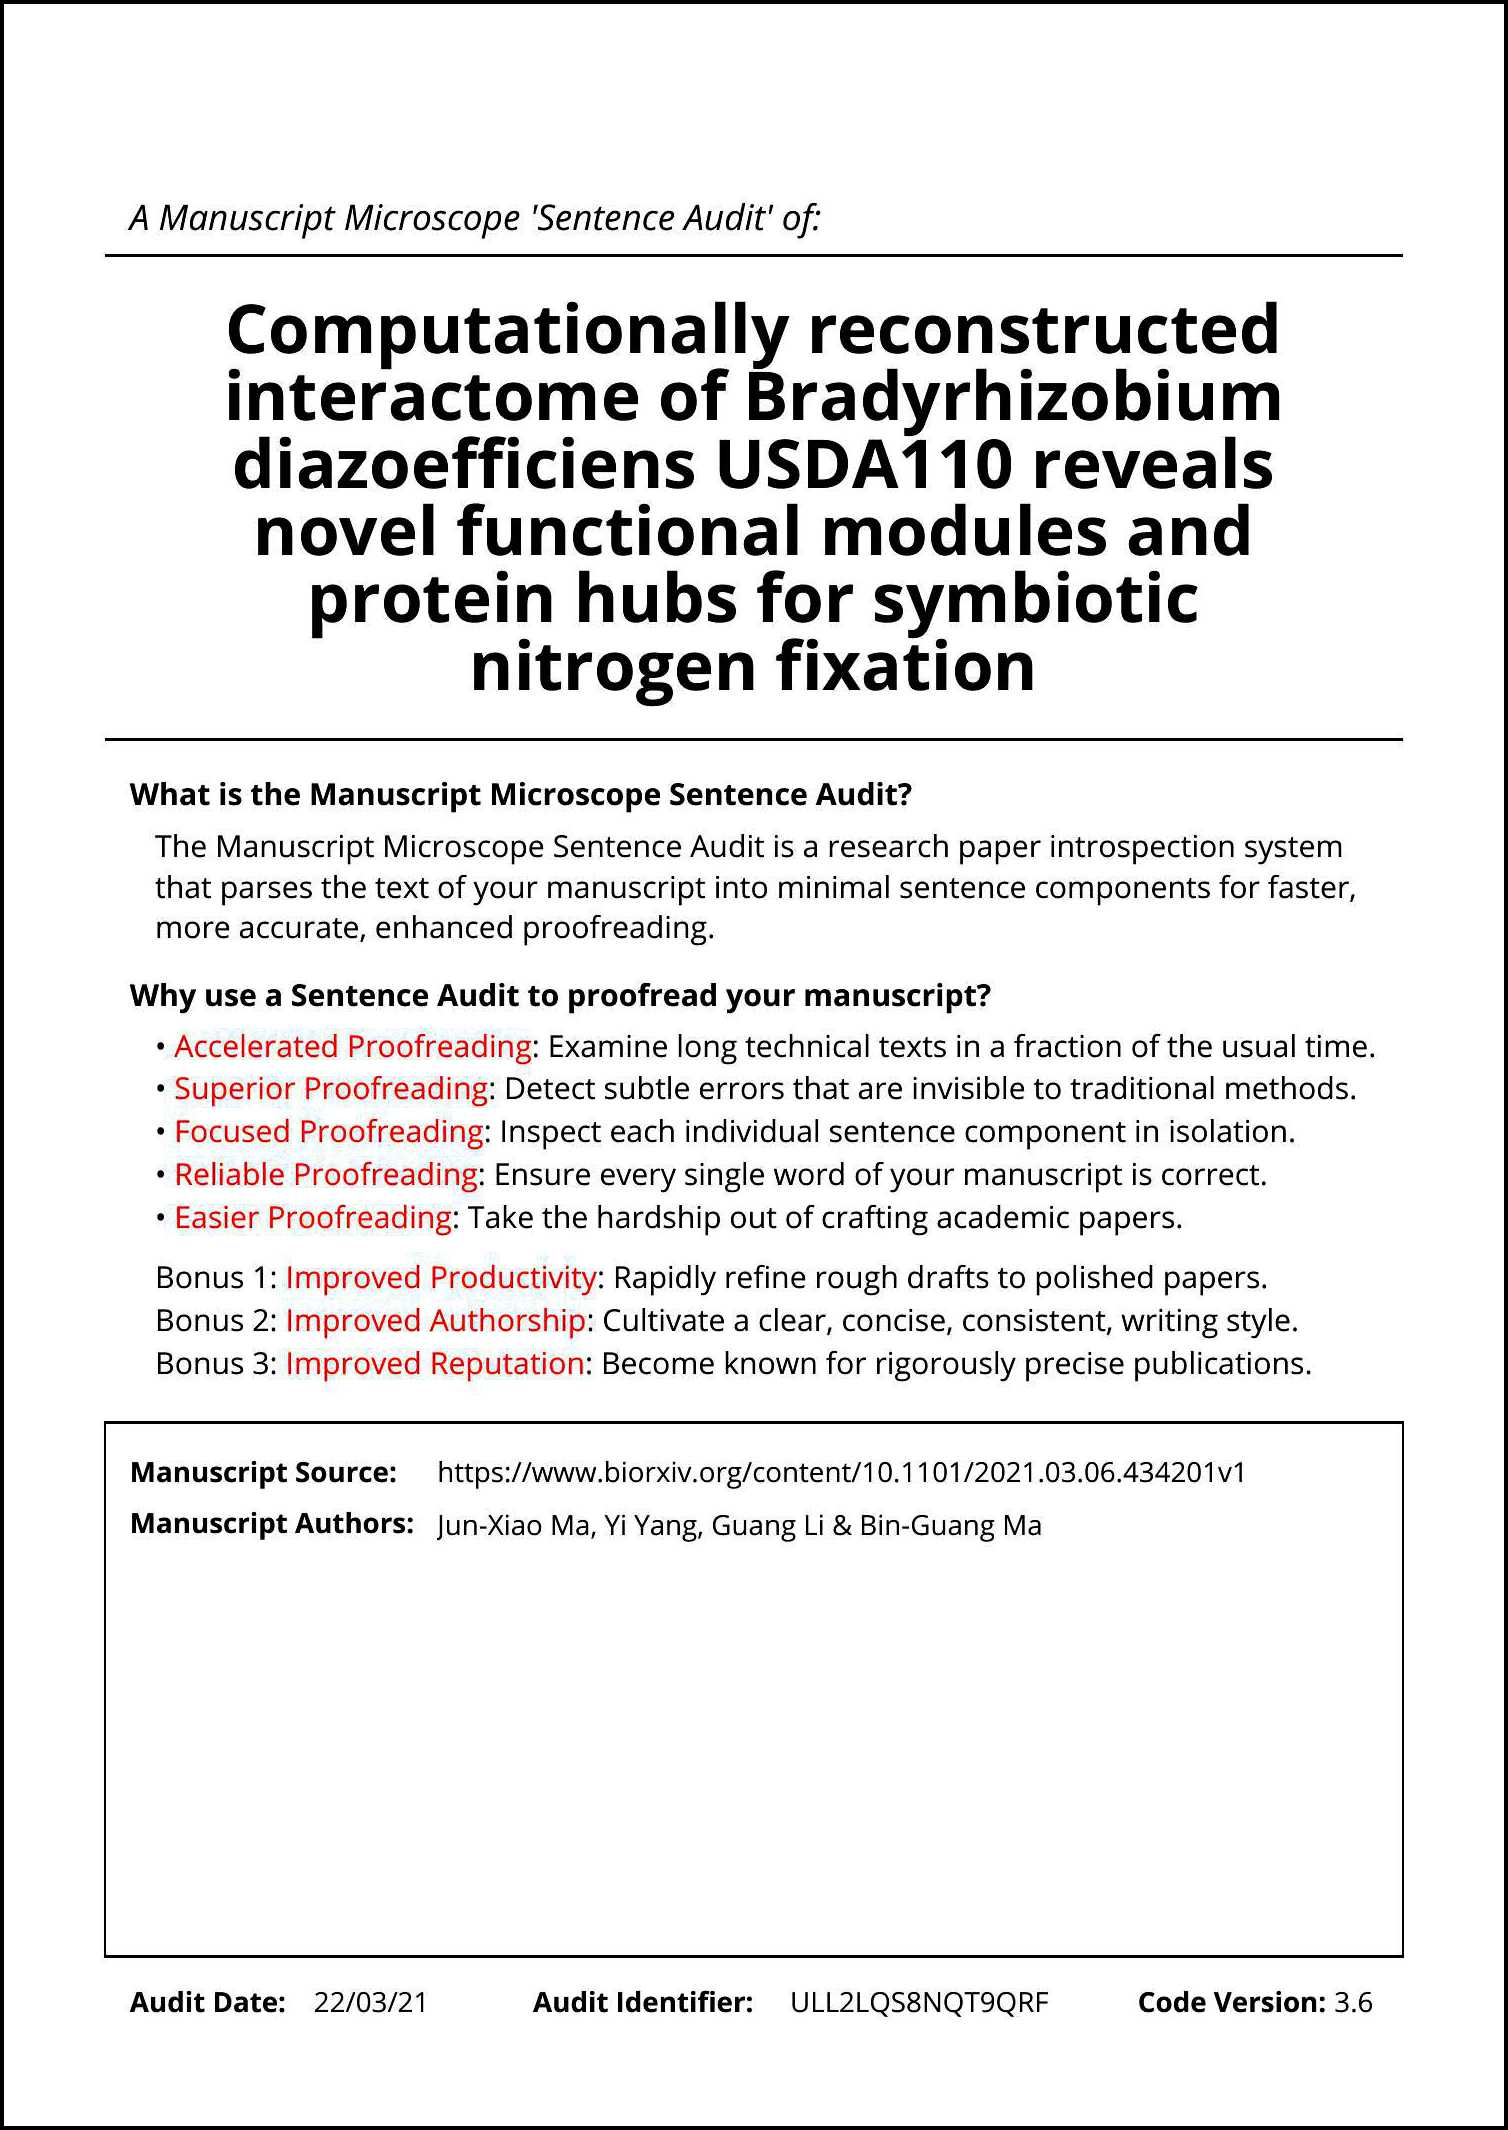 A Manuscript Microscope 'Sentence Audit' of:
Computationally reconstructed
interactome of Bradyrhizobium
diazoefficiens USDA110 reveals
novel functional modules and
protein hubs for symbiotic
nitrogen fixation
What is the Manuscript Microscope Sentence Audit?
The Manuscript Microscope Sentence Audit is a research paper introspection system
that parses the text of your manuscript into minimal sentence components for faster,
more accurate, enhanced proofreading.
Why use a Sentence Audit to proofread your manuscript?
• Accelerated Proofreading: Examine long technical texts in a fraction of the usual time.
• Superior Proofreading: Detect subtle errors that are invisible to traditional methods.
• Focused Proofreading: Inspect each individual sentence component in isolation.
• Reliable Proofreading: Ensure every single word of your manuscript is correct.
• Easier Proofreading: Take the hardship out of crafting academic papers.
Bonus 1: Improved Productivity: Rapidly refine rough drafts to polished papers.
Bonus 2: Improved Authorship: Cultivate a clear, concise, consistent, writing style.
Bonus 3: Improved Reputation: Become known for rigorously precise publications.
Manuscript Source: https://www.biorxiv.org/content/10.1101/2021.03.06.434201v1
Manuscript Authors: Jun-Xiao Ma, Yi Yang, Guang Li & Bin-Guang Ma
Audit Date: 22/03/21 Audit Identifier: ULL2LQS8NQT9QRF Code Version: 3.6